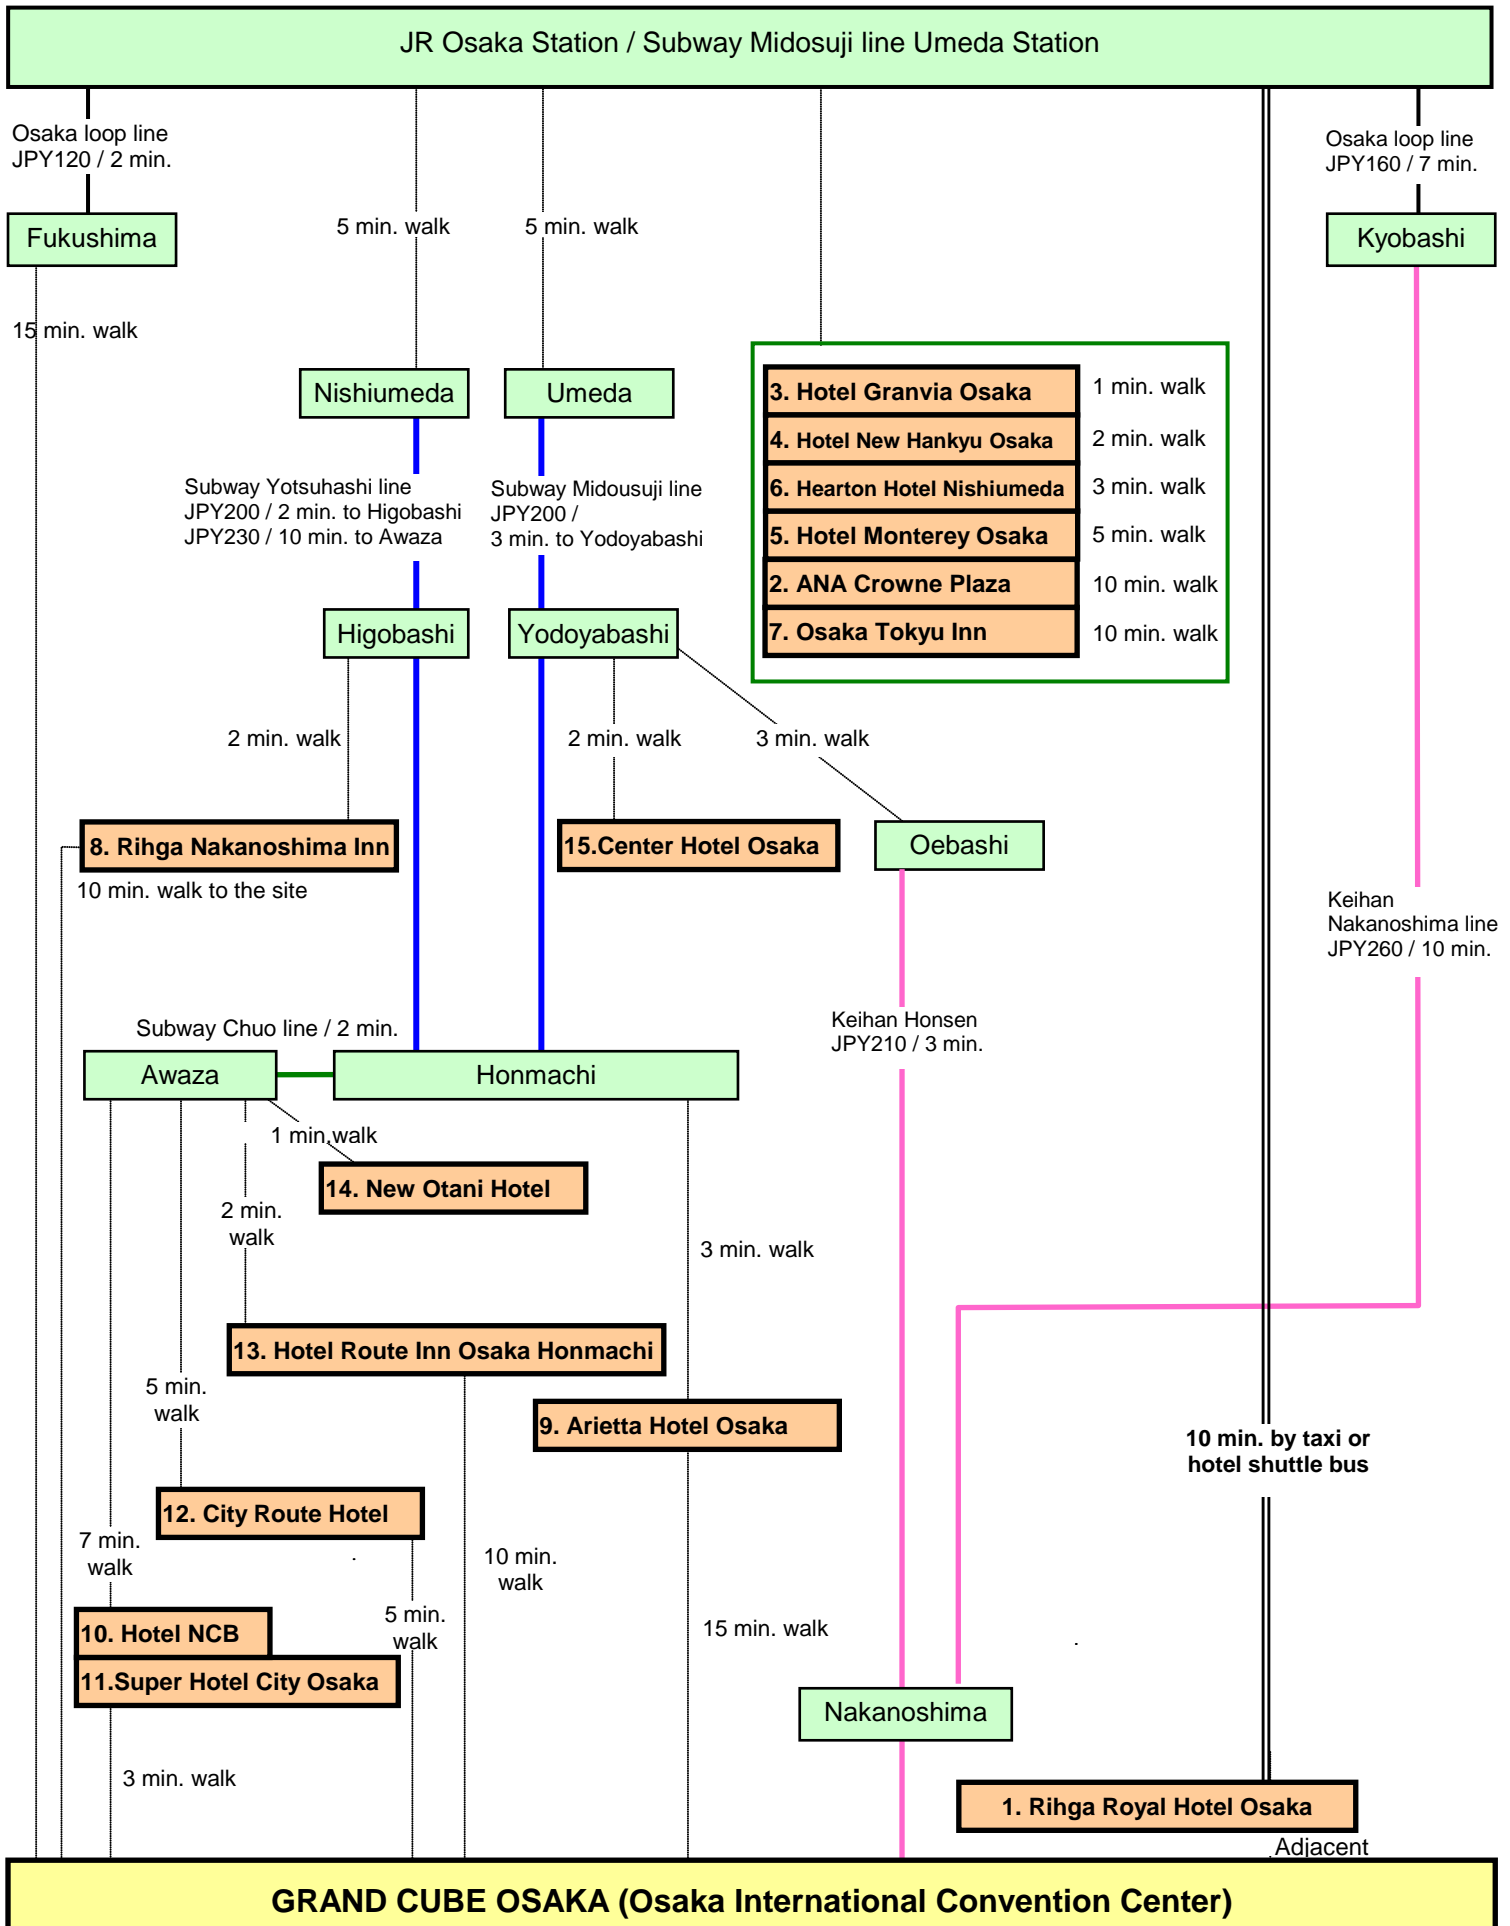 JR Osaka Station / Subway Midosuji line Umeda Station
Osaka loop line
JPY120 / 2 min.
Osaka loop line
JPY160 / 7 min.
5 min. walk
5 min. walk
Fukushima
Kyobashi
15 min. walk
Nishiumeda
Umeda
3. Hotel Granvia Osaka
1 min. walk
4. Hotel New Hankyu Osaka
2 min. walk
6. Hearton Hotel Nishiumeda
3 min. walk
5. Hotel Monterey Osaka
5 min. walk
2. ANA Crowne Plaza
10 min. walk
7. Osaka Tokyu Inn
10 min. walk
Subway Yotsuhashi line
JPY200 / 2 min. to Higobashi
JPY230 / 10 min. to Awaza
Subway Midousuji line
JPY200 /
3 min. to Yodoyabashi
Higobashi
Yodoyabashi
2 min. walk
2 min. walk
3 min. walk
8. Rihga Nakanoshima Inn
10 min. walk to the site
15.Center Hotel Osaka
Oebashi
Keihan
Nakanoshima line
JPY260 / 10 min.
Subway Chuo line / 2 min.
Keihan Honsen
JPY210 / 3 min.
Awaza
Honmachi
1 min.walk
14. New Otani Hotel
2 min.
walk
3 min. walk
13. Hotel Route Inn Osaka Honmachi
5 min.
walk
9. Arietta Hotel Osaka
10 min. by taxi or
hotel shuttle bus
12. City Route Hotel
7 min.
walk
10 min.
walk
5 min.
walk
10. Hotel NCB
11.Super Hotel City Osaka
15 min. walk
Nakanoshima
3 min. walk
1. Rihga Royal Hotel Osaka
Adjacent
GRAND CUBE OSAKA (Osaka International Convention Center)